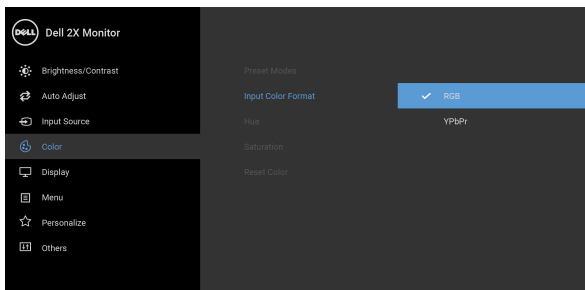 DELL Dell 2X Monitor
Brightness/Contrast
Auto Adjust
Input Source
Color
Display
Menu
Personalize
Others
Preset Modes
Input Color Format
Hue
Saturation
Reset Color
RGB
YPbPr